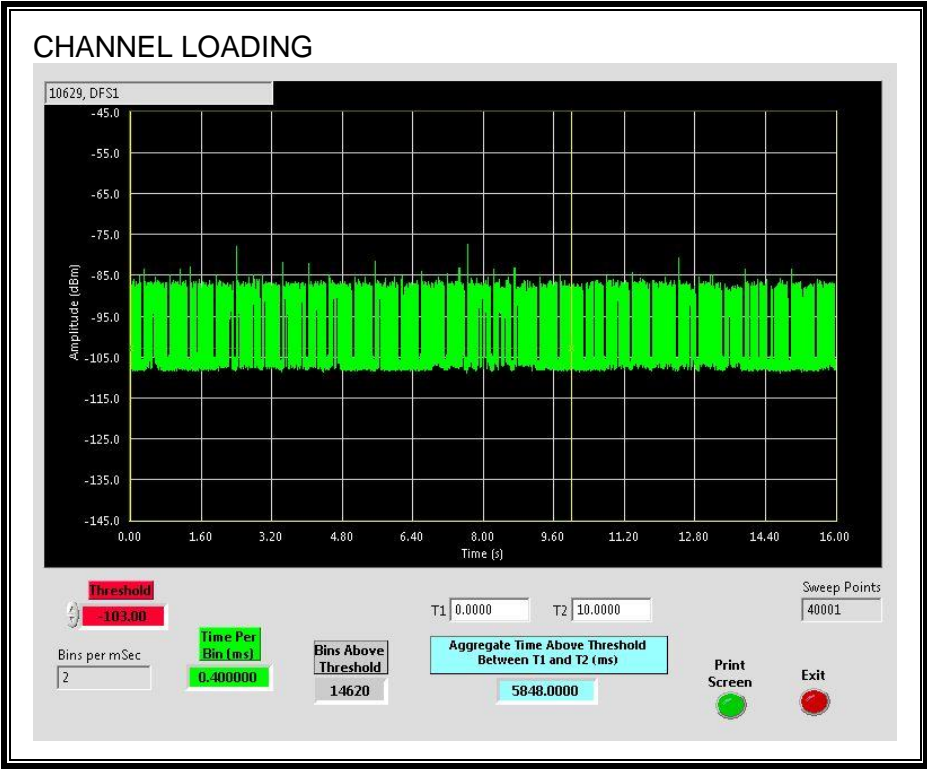 CHANNEL LOADING
10629, DFS1
-45.0
-55.0
-65.0
-75.0
-85.0
-95.0
-105.0
-115.0
-125.0
-135.0
-145.0
Amplitude (dBm)
0.00 1.60 3.20 4.80 6.40 8.00 9.60 11.20 12.80 14.40 16.00
Time (s)
Threshold
-103.00
Bins per mSec
2
Time Per
Bin (ms)
0.400000
Bins Above
Threshold
14620
T1 0.0000 T2 10.0000
Aggregate Time Above Threshold
Between T1 and T2 (ms)
5848.0000
Sweep Points
40001
Print
Screen
Exit